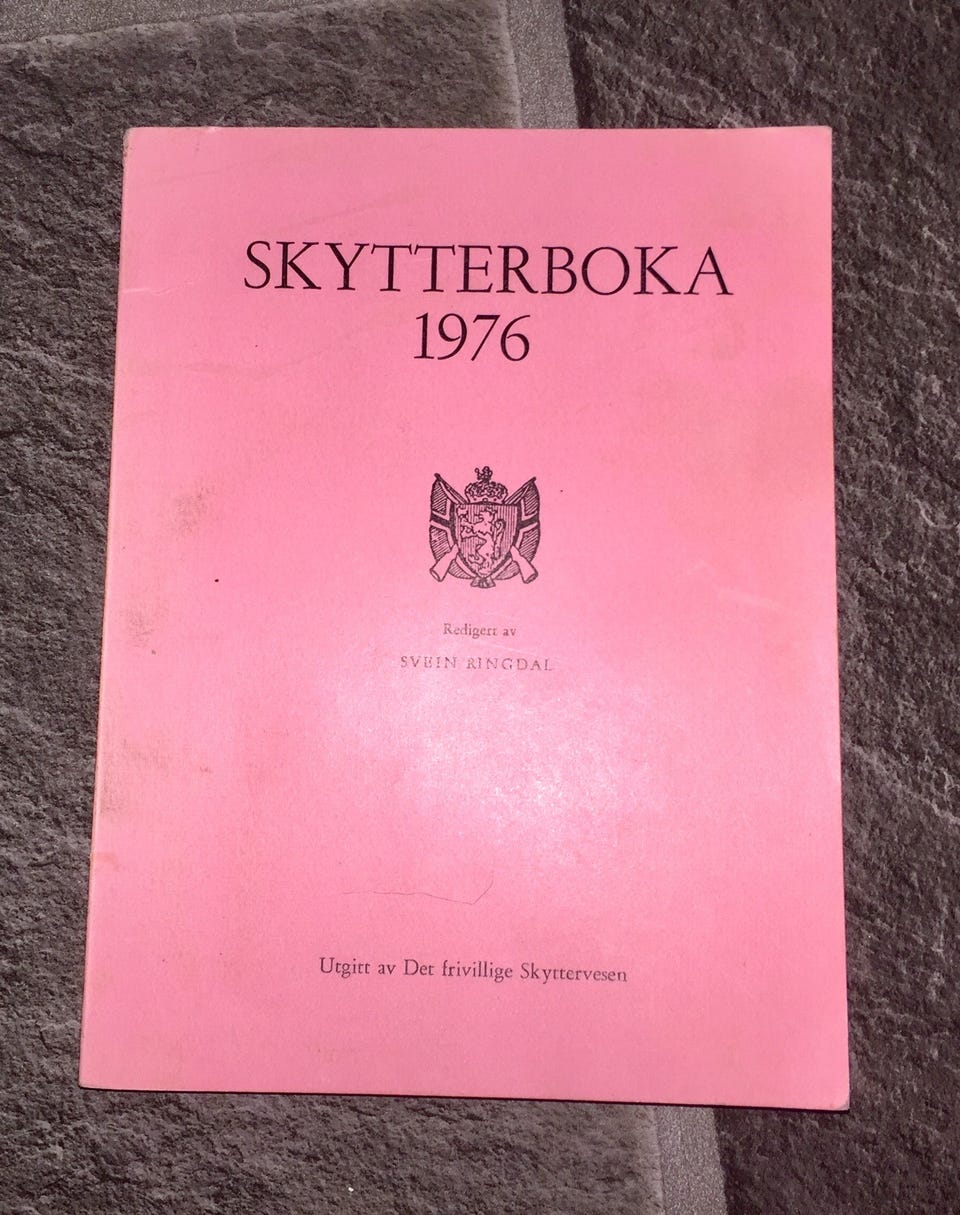 SKYTTERBOKA
1976
Redigert av
SVEIN RINGDAL
Utgitt av Det frivillige Skyttervesen